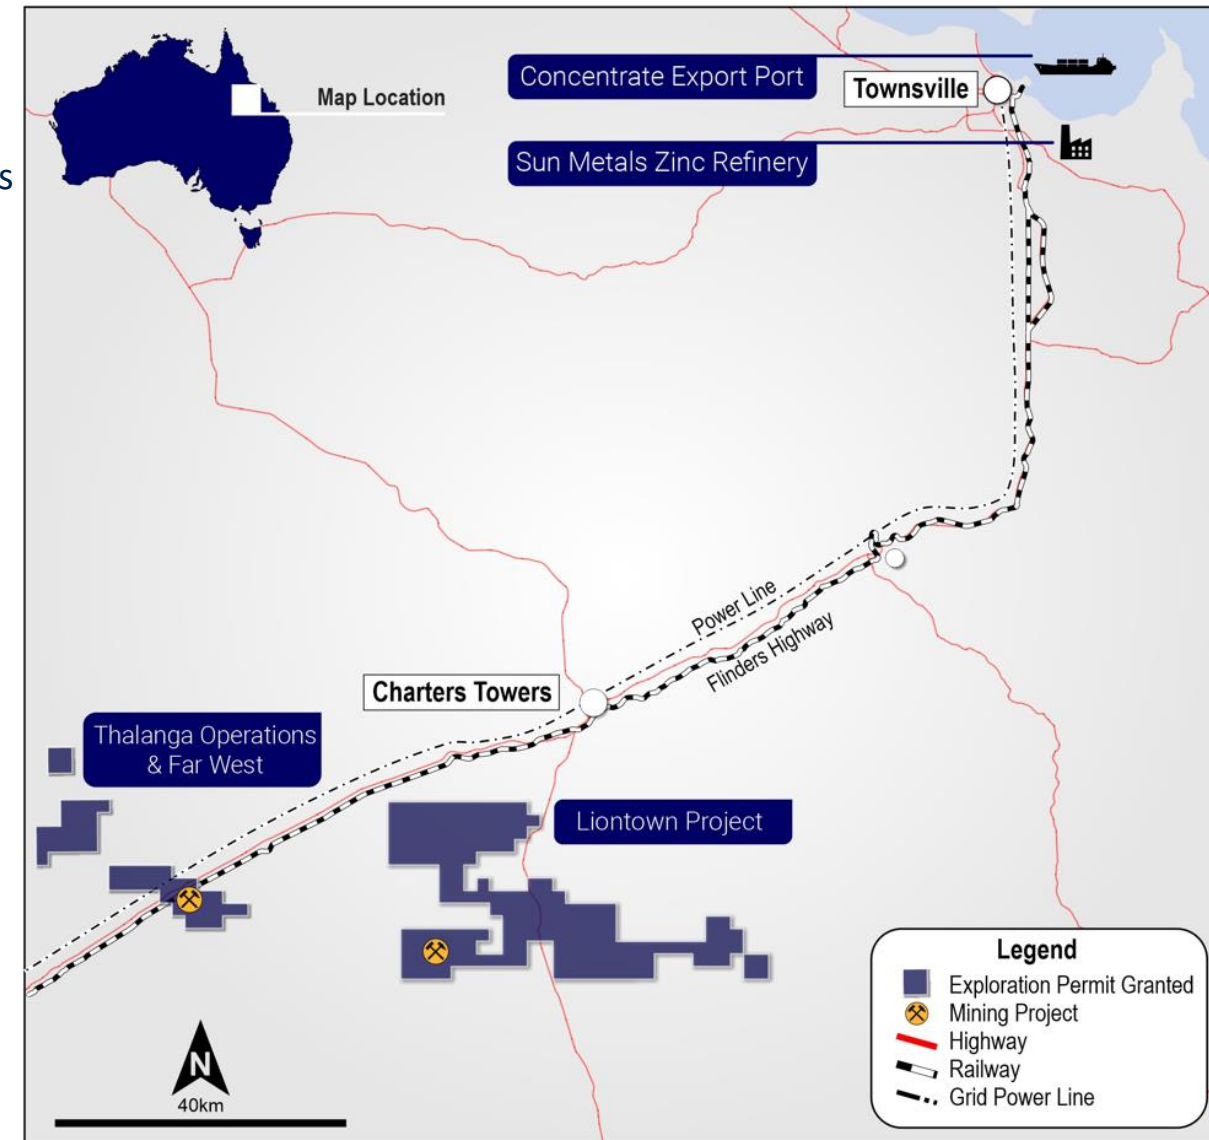 s
Map Location
Concentrate Export Port
Townsville
Sun Metals Zinc Refinery
Power Line
Flinders Highway
Charters Towers
Thalanga Operations
& Far West
Liontown Project
N
40km
Legend
Exploration Permit Granted
Mining Project
Highway
Railway
Grid Power Line